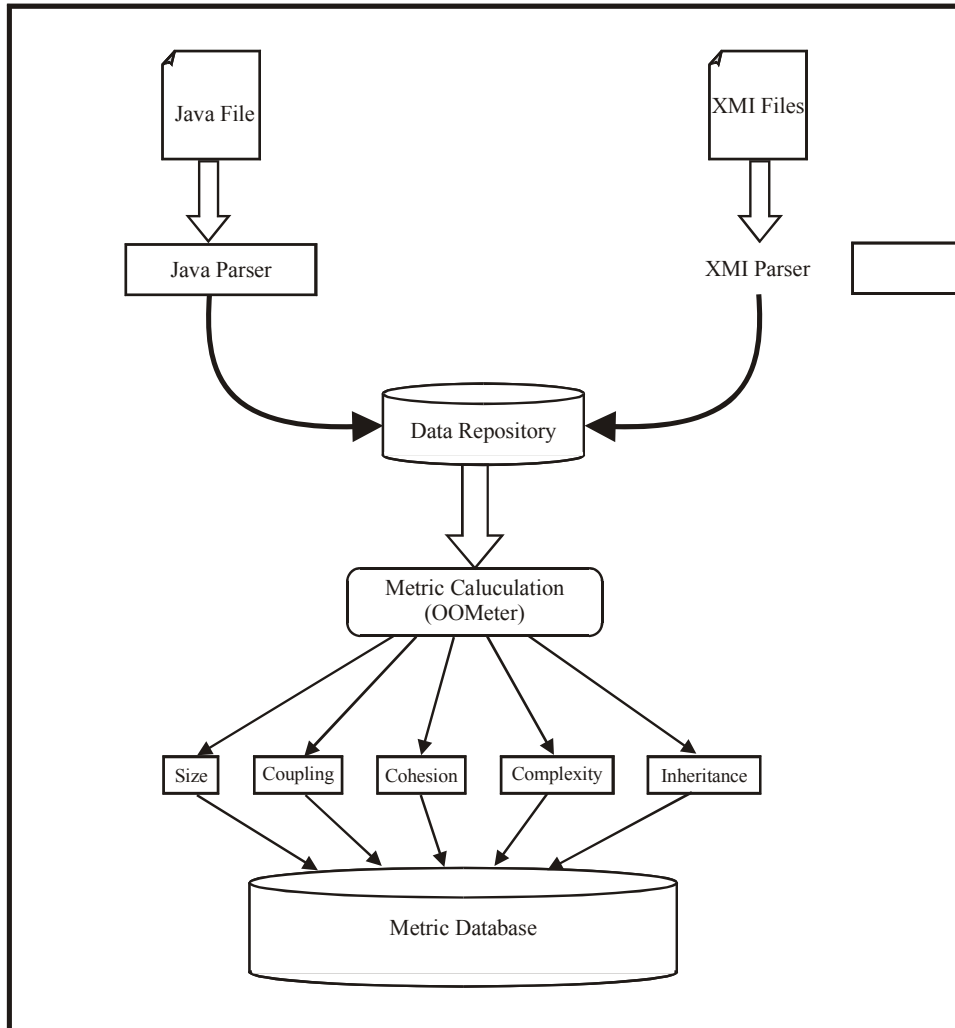 Java File
XMI Files
Java Parser
XMI Parser
Data Repository
Metric Caluculation
(OOMeter)
Size
Coupling
Cohesion
Complexity
Inheritance
Metric Database